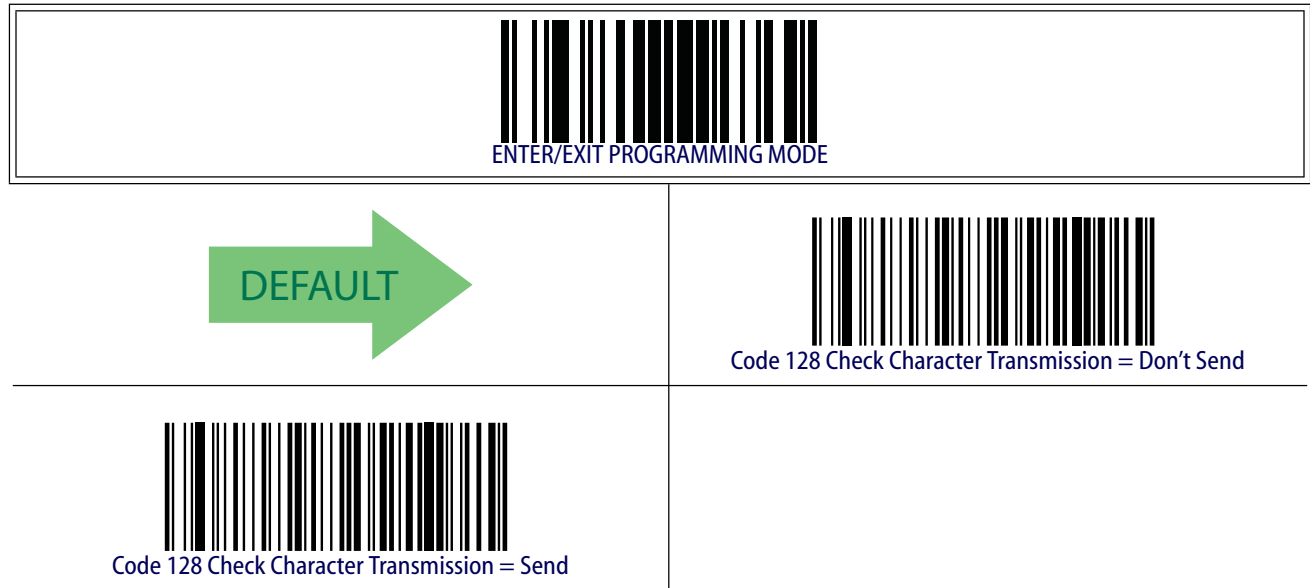 ENTER/EXIT PROGRAMMING MODE
DEFAULT
Code 128 Check Character Transmission = Don’t Send
Code 128 Check Character Transmission = Send